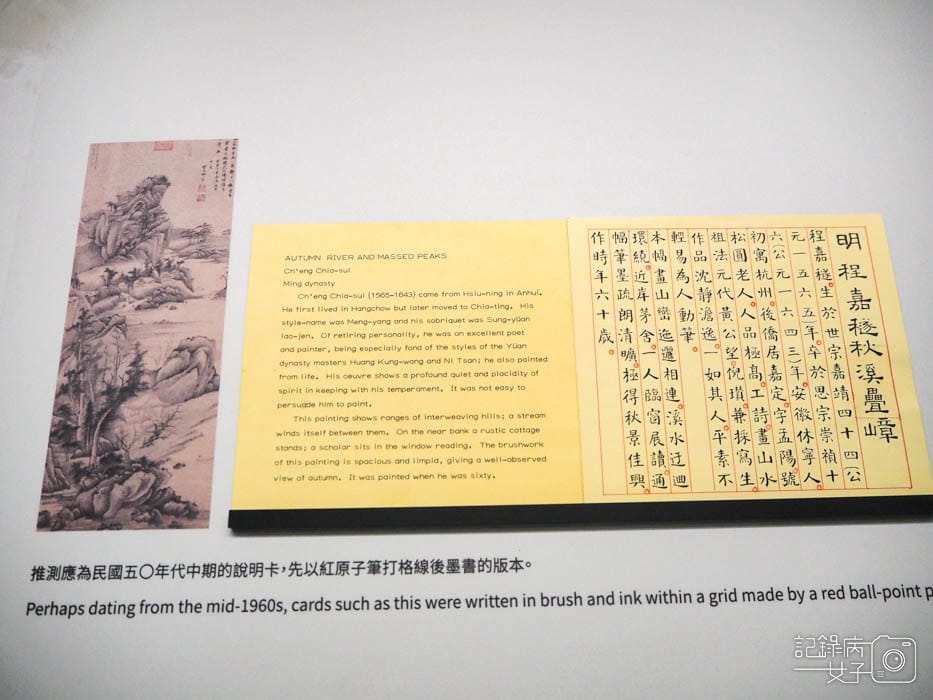 AUTUMN RIVER AND MASSED PEAKS
Ch'eng Chia-sui
Ming dynasty
Ch'eng Chia-sui (1565-1643) came from Hsiu-ning in Anhui.
He first lived in Hangchow but later moved to Chia-ting. His
style-name was Meng-yang and his sobriquet was Sung-yüan
lao-jen. Of retiring personality, he was an excellent poet
and painter, being especially fond of the styles of the Yüan
dynasty masters Huang Kung-wang and Ni Tsan; he also painted
from life. His oeuvre shows a profound quiet and placidity of
spirit in keeping with his temperament. It was not easy to
persuade him to paint.
This painting shows ranges of interweaving hills; a stream
winds itself between them. On the near bank a rustic cottage
stands; a scholar sits in the window reading. The brushwork
of this painting is spacious and limpid, giving a well-observed
view of autumn. It was painted when he was sixty.
明程嘉燧秋溪疊嶂
程嘉燧生於世宗嘉靖四十四(公
元一五六五年。卒於思宗崇禎十
六(公元一六四三年。安徽休寧人。
初寓杭州。後僑居嘉定。字孟陽。號
松圓老人。人品極高。工詩畫。山水
祖法元代黃公望。倪瓚。兼採寫生。
作品沈靜澹逸。一如其人。平素不
輕易為人動筆。
本幅畫山巒迤邐相連。溪水迂迴
環繞。近岸茅舍。一人臨窗展讀。通
幅筆墨疏朗清曠。極得秋景佳興。
作時年六十歲。
推測應為民國五〇年代中期的說明卡,先以紅原子筆打格線後墨書的版本。
Perhaps dating from the mid-1960s, cards such as this were written in brush and ink within a grid made by a red ball-point p
記錄病女子